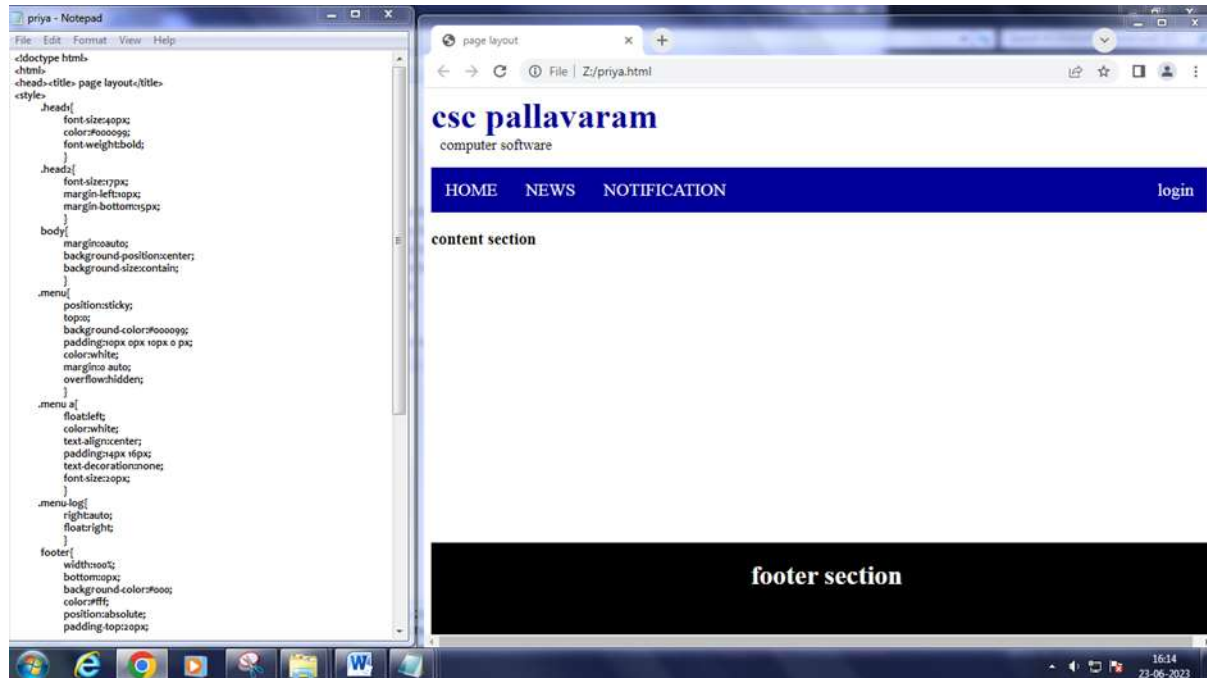 priya - Notepad
File Edit Format View Help
<!doctype html>
<html>
<head><title> page layout</title>
<style>
.head1{
font-size:40px;
color:#000099;
font-weight:bold;
}
.head2{
font-size:17px;
margin-left:10px;
margin-bottom:15px;
}
body{
margin:0auto;
background-position:center;
background-size:contain;
}
.menu{
position:sticky;
top:0;
background-color:#000099;
padding:10px 0px 10px 0 px;
color:white;
margin:0 auto;
overflow:hidden;
}
.menu a{
float:left;
color:white;
text-align:center;
padding:14px 16px;
text-decoration:none;
font-size:20px;
}
.menu-log{
right:auto;
float:right;
}
footer{
width:100%;
bottom:0px;
background-color:#000;
color:#fff;
position:absolute;
padding-top:20px;
page layout
File | Z:/priya.html
csc pallavaram
computer software
HOME NEWS NOTIFICATION login
content section
footer section
16:14
23-06-2023